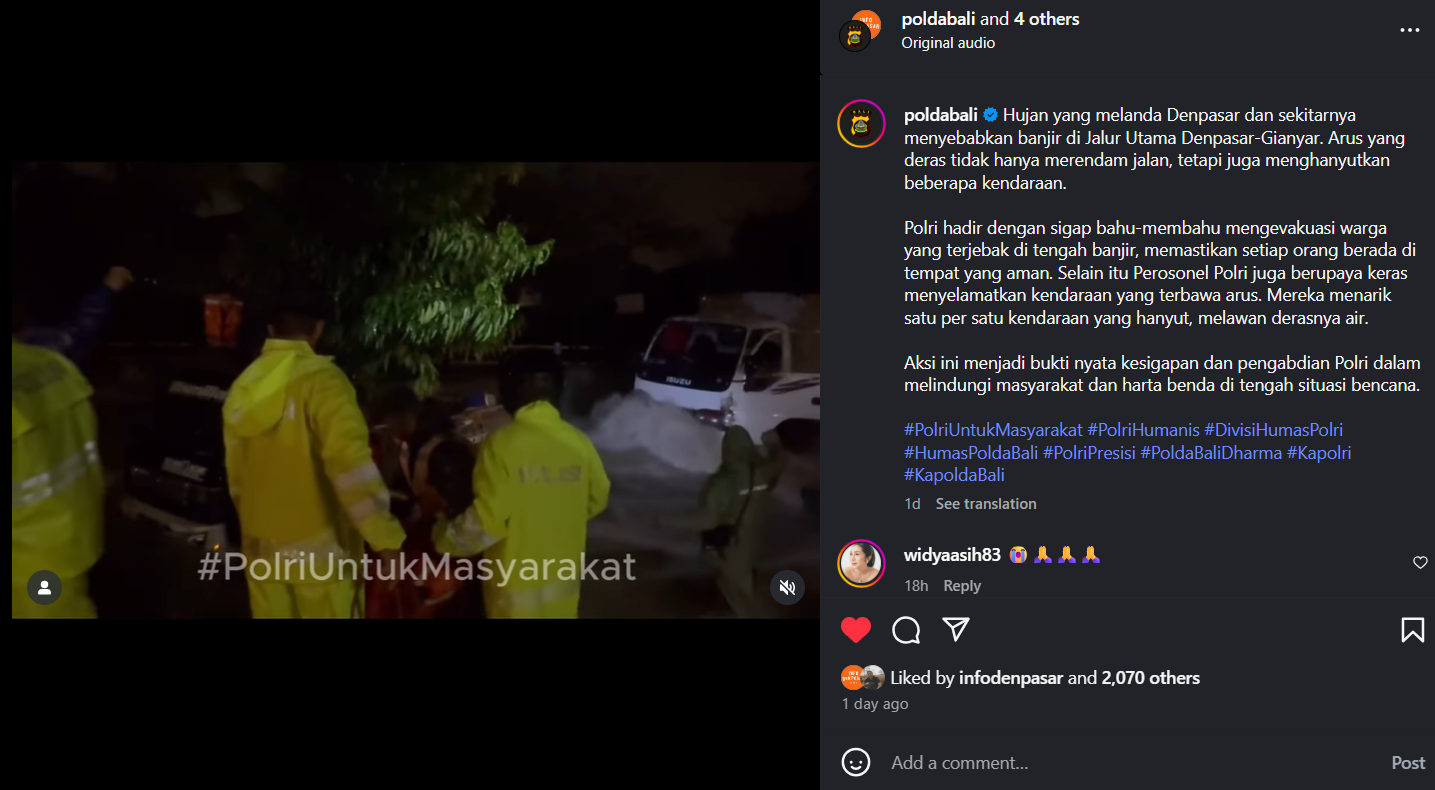 poldabali and 4 others
Original audio
poldabali Hujan yang melanda Denpasar dan sekitarnya
menyebabkan banjir di Jalur Utama Denpasar-Gianyar. Arus yang
deras tidak hanya merendam jalan, tetapi juga menghanyutkan
beberapa kendaraan.
Polri hadir dengan sigap bahu-membahu mengevakuasi warga
yang terjebak di tengah banjir, memastikan setiap orang berada di
tempat yang aman. Selain itu Perosonel Polri juga berupaya keras
menyelamatkan kendaraan yang terbawa arus. Mereka menarik
satu per satu kendaraan yang hanyut, melawan derasnya air.
Aksi ini menjadi bukti nyata kesigapan dan pengabdian Polri dalam
melindungi masyarakat dan harta benda di tengah situasi bencana.
#PolriUntukMasyarakat #PolriHumanis #DivisiHumasPolri
#HumasPoldaBali #PolriPresisi #PoldaBaliDharma #Kapolri
#KapoldaBali
1d See translation
widyaasih83 😭🙏🙏🙏
18h Reply
Liked by infodenpasar and 2,070 others
1 day ago
Add a comment... Post
ISUZU
#PolriUntukMasyarakat